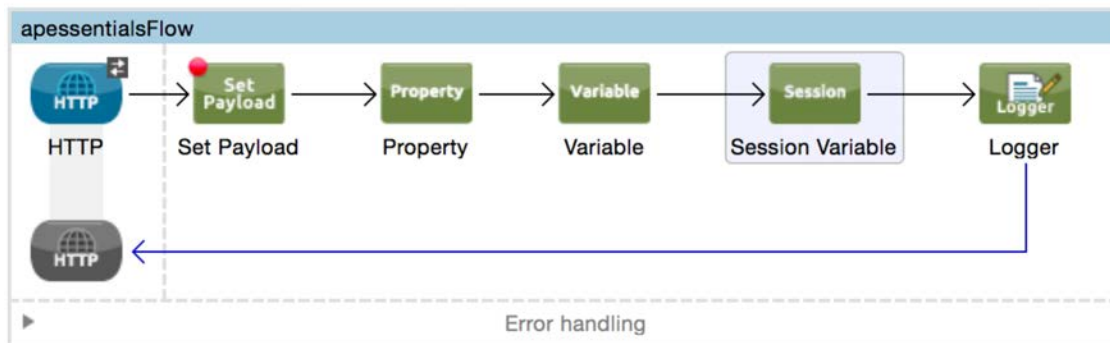 apessentialsFlow
HTTP
Set
Payload
Property
Variable
Session
Logger
HTTP
Set Payload
Property
Variable
Session Variable
Logger
HTTP
Error handling